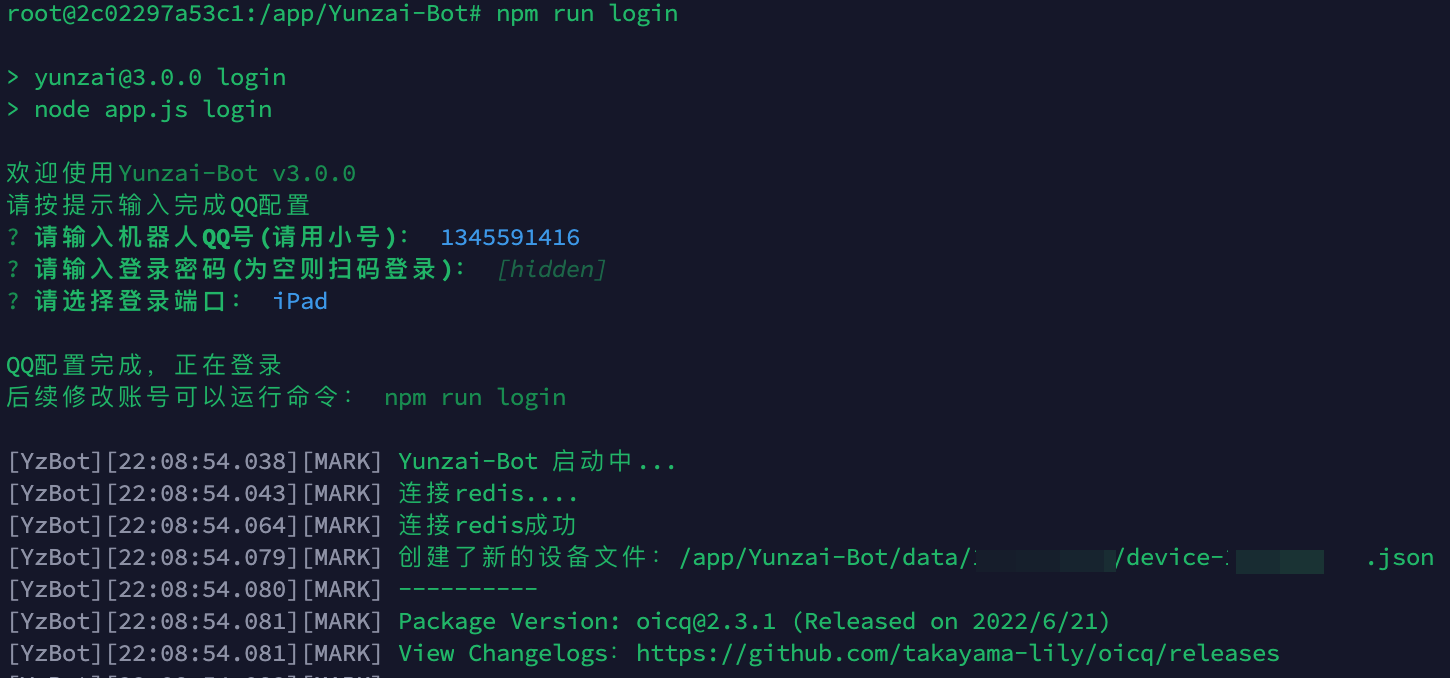 root@2c02297a53c1:/app/Yunzai-Bot# npm run login
> yunzai@3.0.0 login
> node app.js login
欢迎使用Yunzai-Bot v3.0.0
请按提示输入完成QQ配置
? 请输入机器人QQ号(请用小号)： 1345591416
? 请输入登录密码(为空则扫码登录)： [hidden]
? 请选择登录端口： iPad
QQ配置完成，正在登录
后续修改账号可以运行命令： npm run login
[YzBot][22:08:54.038][MARK] Yunzai-Bot 启动中...
[YzBot][22:08:54.043][MARK] 连接redis....
[YzBot][22:08:54.064][MARK] 连接redis成功
[YzBot][22:08:54.079][MARK] 创建了新的设备文件：/app/Yunzai-Bot/data/ /device- .json
[YzBot][22:08:54.080][MARK] ----------
[YzBot][22:08:54.081][MARK] Package Version: oicq@2.3.1 (Released on 2022/6/21)
[YzBot][22:08:54.081][MARK] View Changelogs: https://github.com/takayama-lily/oicq/releases